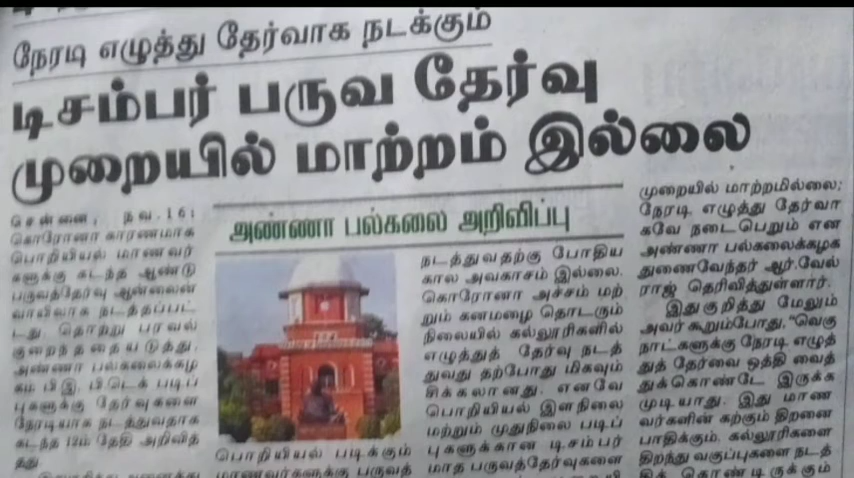 நேரடி எழுத்து தேர்வாக நடக்கும்
டிசம்பர் பருவ தேர்வு
முறையில் மாற்றம் இல்லை
சென்னை, நவ.16:
கொரோனா காரணமாக
பொறியியல் மாணவர்
களுக்கு கடந்த ஆண்டு
பருவத்தேர்வு ஆன்லைன்
வாயிலாக நடத்தப்பட்
டது. தொற்று பரவல்
குறைந்ததையடுத்து,
அண்ணா பல்கலைக்கழ
கம் பி.இ, பி.டெக் படிப்
புகளுக்கு தேர்வுகளை
நேரடியாக நடத்துவதாக
கடந்த 13ம் தேதி அறிவித்
தது
அண்ணா பல்கலை அறிவிப்பு
பொறியியல் படிக்கும்
மாணவர்களுக்கு பருவத்
நடத்துவதற்கு போதிய
கால அவகாசம் இல்லை.
கொரோனா அச்சம் மற்
றும் கனமழை தொடரும்
நிலையில் கல்லூரிகளில்
எழுத்துத் தேர்வு நடத்
துவது தற்போது மிகவும்
சிக்கலானது. எனவே
பொறியியல் இளநிலை
மற்றும் முதுநிலை படிப்
புகளுக்கான டிசம்பர்
மாத பருவத்தேர்வுகளை
முறையில் மாற்றமில்லை;
நேரடி எழுத்து தேர்வா
கவே நடைபெறும் என
அண்ணா பல்கலைக்கழக
துணைவேந்தர் ஆர்.வேல்
ராஜ் தெரிவித்துள்ளார்.
இதுகுறித்து மேலும்
அவர் கூறும்போது, "வெகு
நாட்களுக்கு நேரடி எழுத்
துத் தேர்வை ஒத்தி வைத்
துக்கொண்டே இருக்க
முடியாது. இது மாண
வர்களின் கற்கும் திறனை
பாதிக்கும். கல்லூரிகளை
திறந்து வகுப்புகளை நடத்